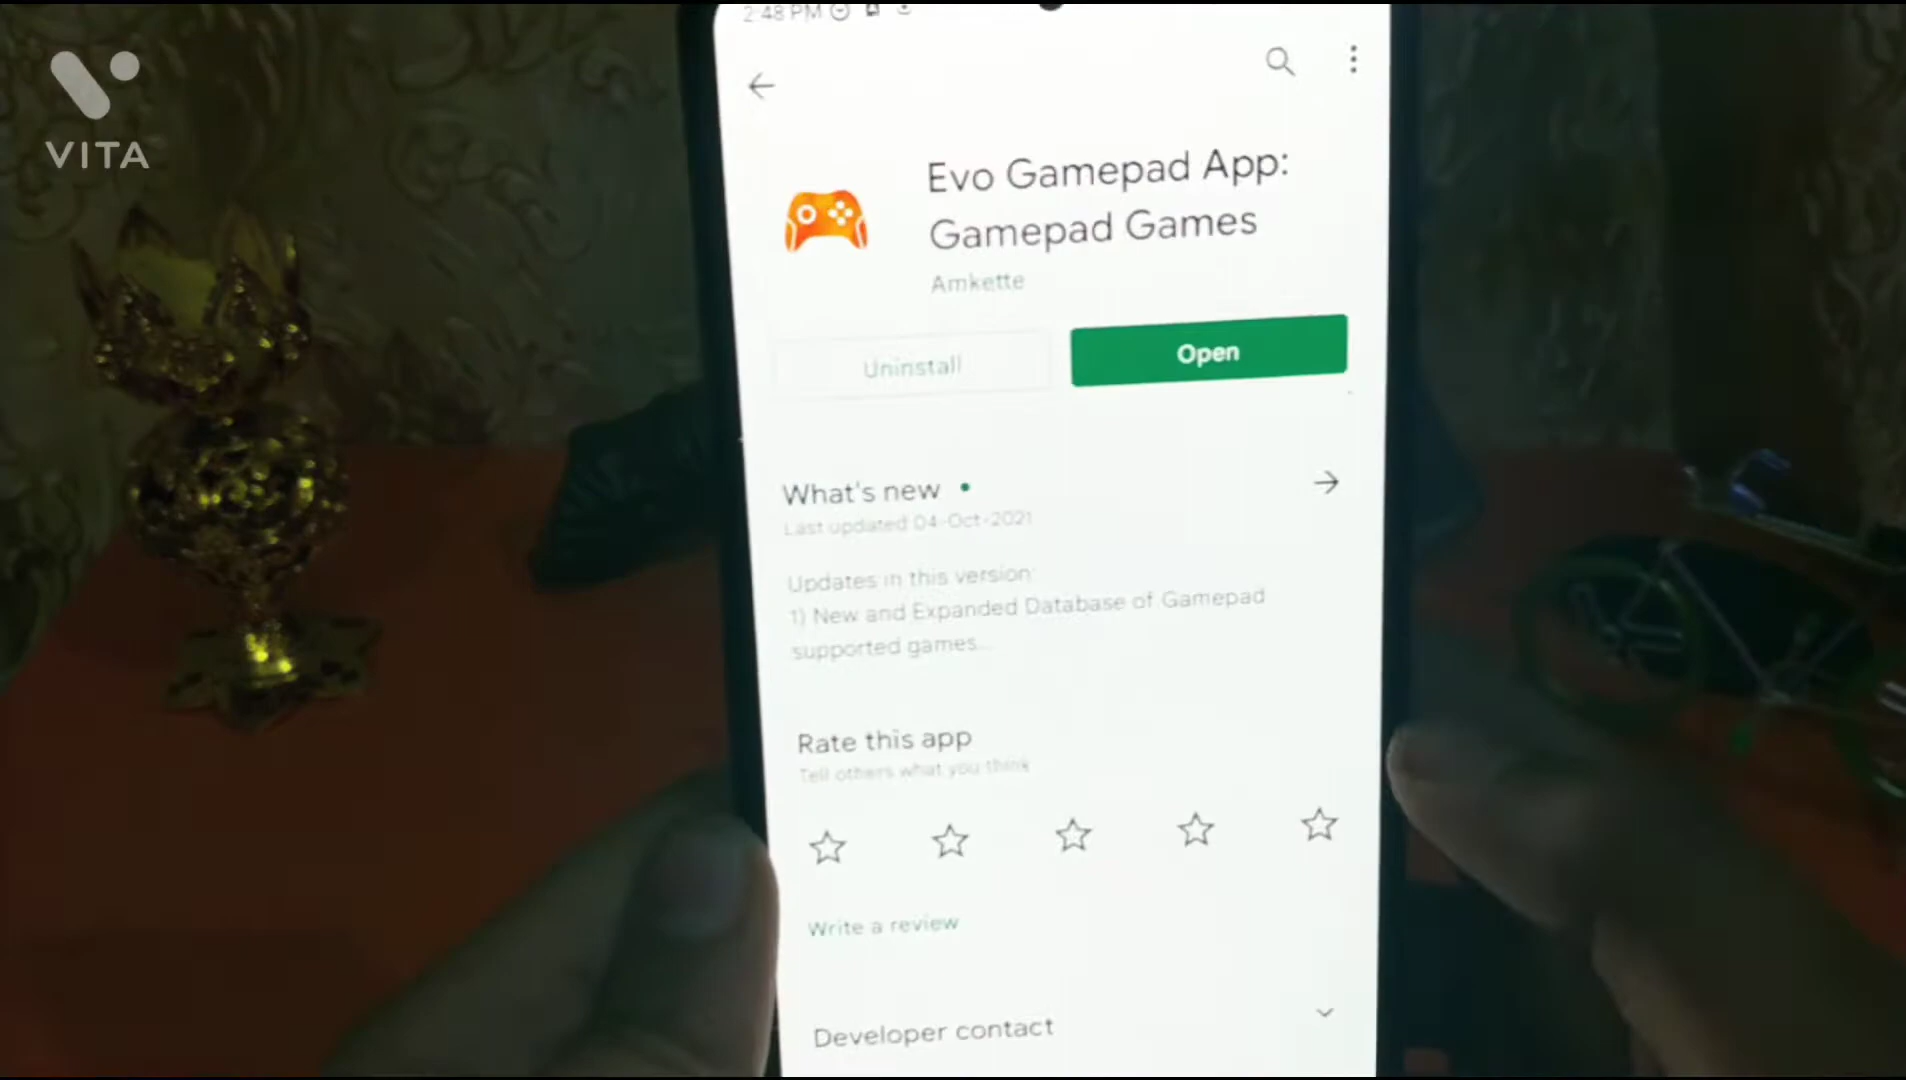 2:48 PM
VITA
Evo Gamepad App:
Gamepad Games
Amkette
Uninstall
Open
What's new
Last updated 04-Oct-2021
Updates in this version:
1) New and Expanded Database of Gamepad
supported games...
Rate this app
Tell others what you think
Write a review
Developer contact